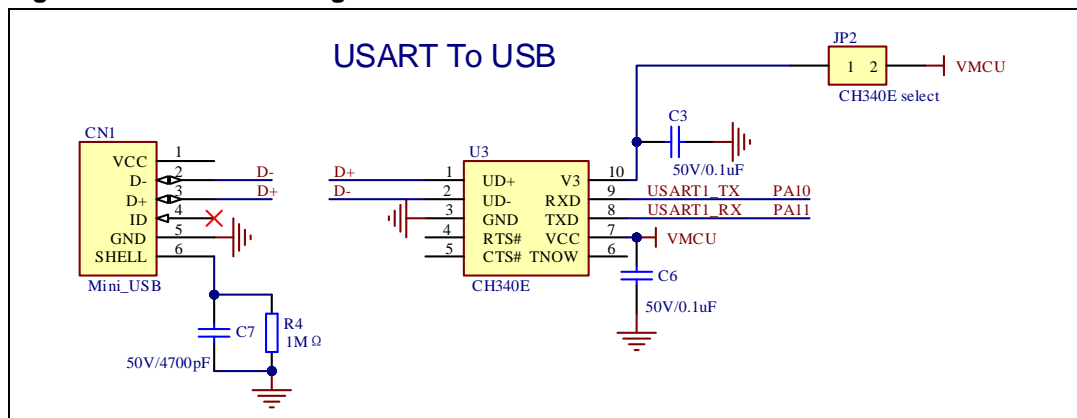 USART To USB
JP2
1 2
VMCU
CH340E select
C3
50V/0.1uF
CN1
VCC 1
D- 2 D-
D+ 3 D+
ID 4
GND 5
SHELL 6
Mini_USB
U3
D+ 1 UD+ V3 10
D- 2 UD- RXD 9 USART1_TX PA10
3 GND TXD 8 USART1_RX PA11
4 RTS# VCC 7 VMCU
5 CTS# TNOW 6
CH340E
C6
50V/0.1uF
C7
50V/4700pF
R4
1MΩ